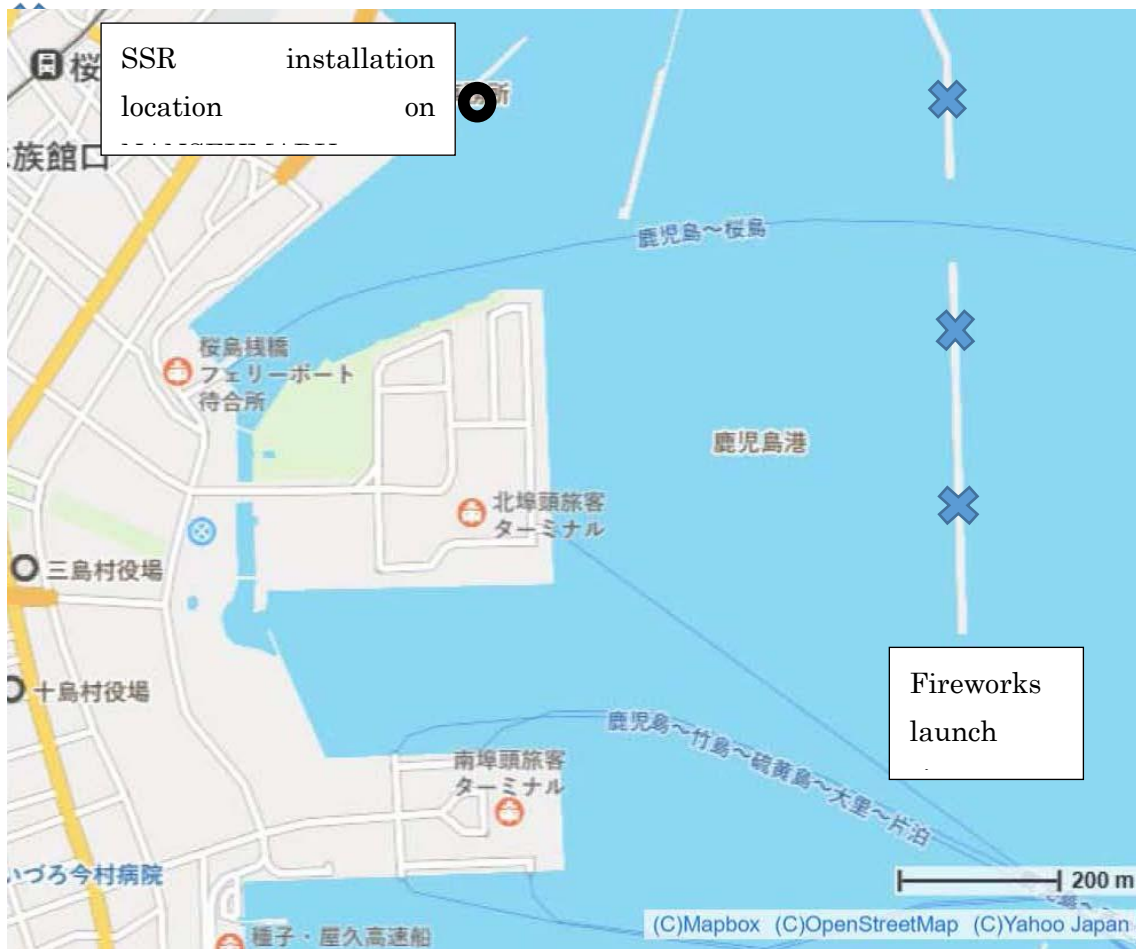 桜
SSR installation
location on
族館口
所
鹿児島～桜島
桜島桟橋
フェリーポート
待合所
鹿児島港
北埠頭旅客
ターミナル
三島村役場
十島村役場
Fireworks
launch
鹿児島～竹島～硫黄島～大里～片泊
南埠頭旅客
ターミナル
いづろ今村病院
200 m
種子・屋久高速船
(C)Mapbox (C)OpenStreetMap (C)Yahoo Japan